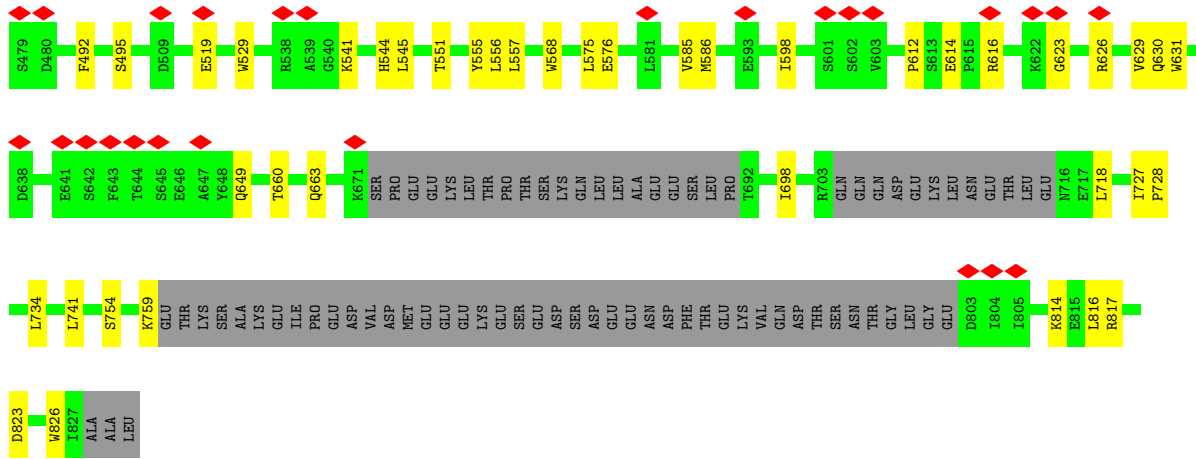 S479 D480 F492 S495 D509 E519 W529 R538 A539 G540 K541 H544 L545 T551 Y555 L556 L557 W568 L575 E576 L581 V585 M586 E593 I598 S601 S602 V603 P612 S613 E614 P615 R616 K622 G623 R626 V629 Q630 W631
D638 E641 S642 F643 T644 S645 E646 A647 Y648 Q649 T660 Q663 K671 SER PRO GLU GLU LYS LEU THR PRO THR SER LYS GLN LEU LEU ALA GLU GLU SER LEU PRO T692 I698 R703 GLN GLN GLN ASP GLU LYS LEU ASN GLU THR LEU GLU N716 E717 L718 I727 P728
L734 L741 S754 K759 GLU THR LYS SER ALA LYS GLU ILE PRO GLU ASP VAL ASP MET GLU GLU GLU LYS GLU SER GLU ASP SER ASP GLU GLU ASN ASP PHE THR GLU LYS VAL GLN ASP THR SER ASN THR GLY LEU GLY GLU D803 I804 I805 K814 E815 L816 R817
D823 W826 I827 ALA ALA LEU